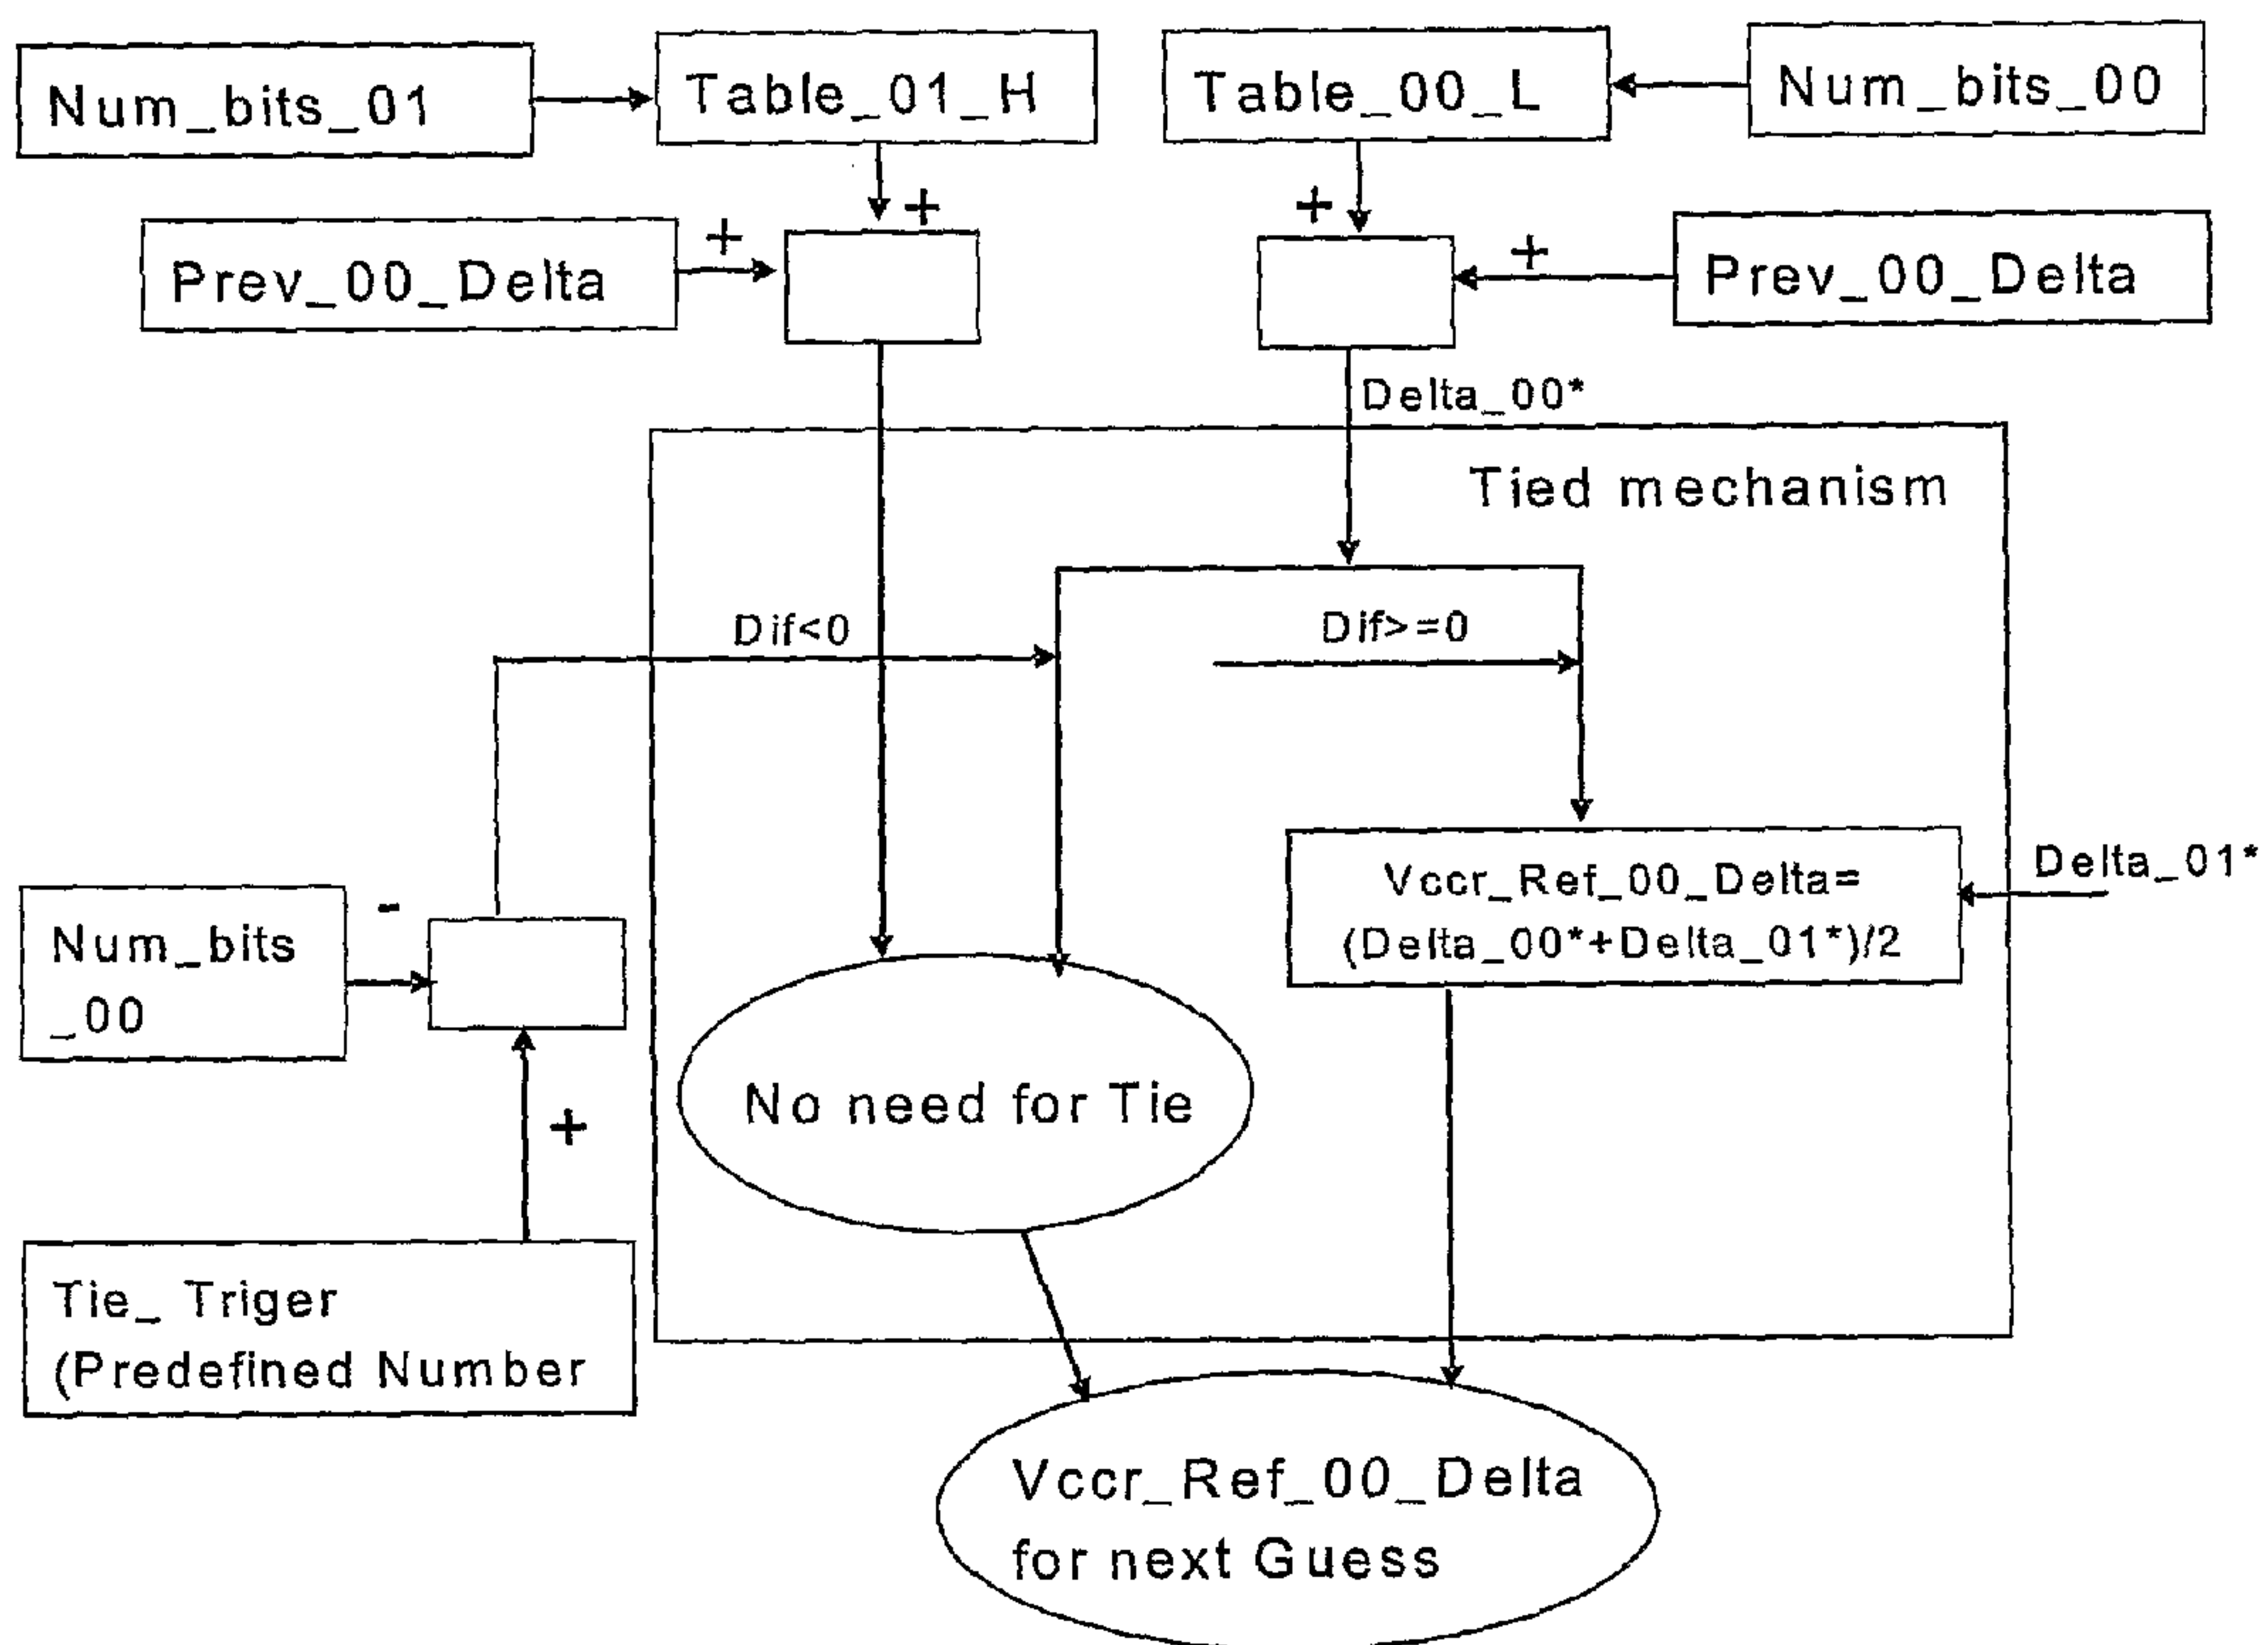 Num_bits_01
Table_01_H
Table_00_L
Num_bits_00
+
+
Prev_00_Delta
+
+
Prev_00_Delta
Delta_00*
Tied mechanism
Dif<0
Dif>=0
Delta_01*
Vccr_Ref_00_Delta=
(Delta_00*+Delta_01*)/2
-
Num_bits
_00
No need for Tie
+
Tie_ Triger
(Predefined Number
Vccr_Ref_00_Delta
for next Guess